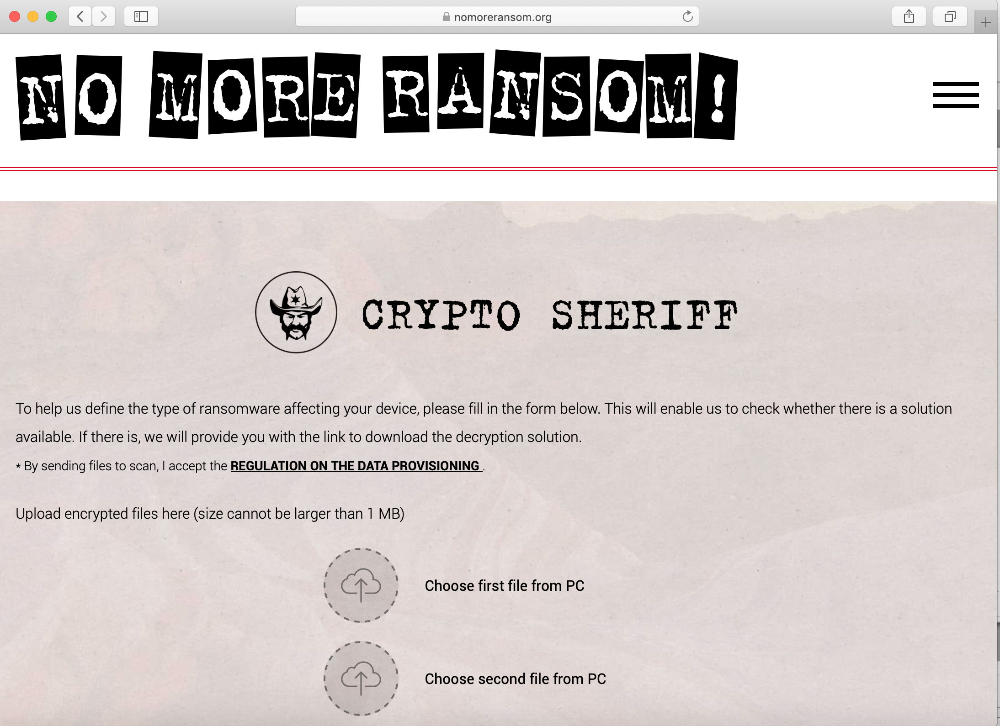 nomoreransom.org
NO MORE RANSOM!
CRYPTO SHERIFF
To help us define the type of ransomware affecting your device, please fill in the form below. This will enable us to check whether there is a solution
available. If there is, we will provide you with the link to download the decryption solution.
* By sending files to scan, I accept the REGULATION ON THE DATA PROVISIONING .
Upload encrypted files here (size cannot be larger than 1 MB)
Choose first file from PC
Choose second file from PC